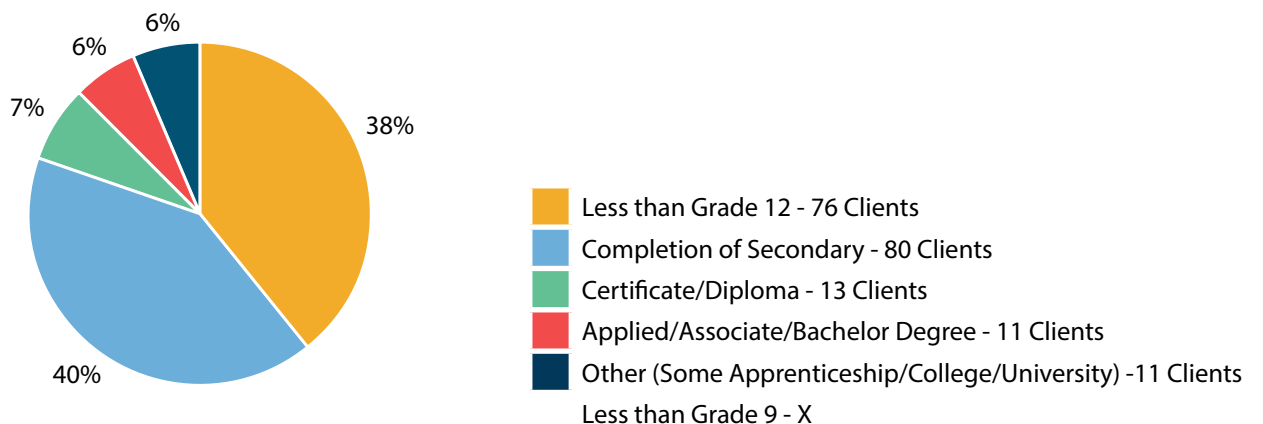 6%
6%
7%
38%
40%
Less than Grade 12 - 76 Clients
Completion of Secondary - 80 Clients
Certificate/Diploma - 13 Clients
Applied/Associate/Bachelor Degree - 11 Clients
Other (Some Apprenticeship/College/University) -11 Clients
Less than Grade 9 - X